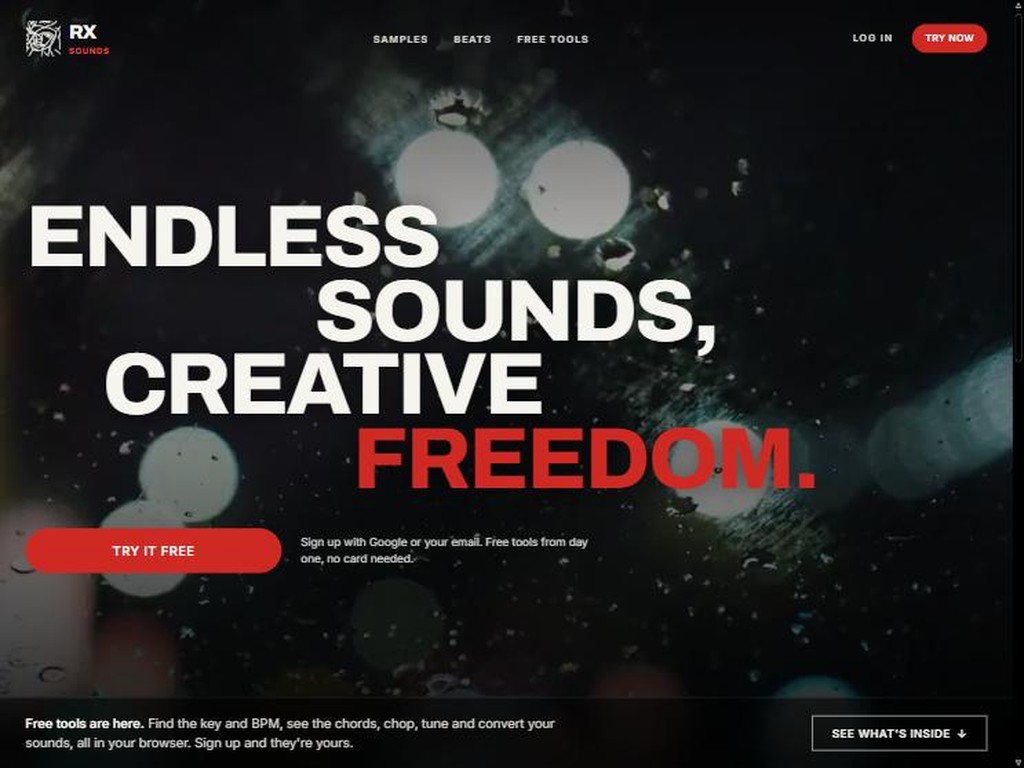 RX
SOUNDS
SAMPLES
BEATS
FREE TOOLS
LOG IN
TRY NOW
ENDLESS
SOUNDS,
CREATIVE
FREEDOM.
TRY IT FREE
Sign up with Google or your email. Free tools from day
one, no card needed.
Free tools are here. Find the key and BPM, see the chords, chop, tune and convert your
sounds, all in your browser. Sign up and they're yours.
SEE WHAT'S INSIDE ↓